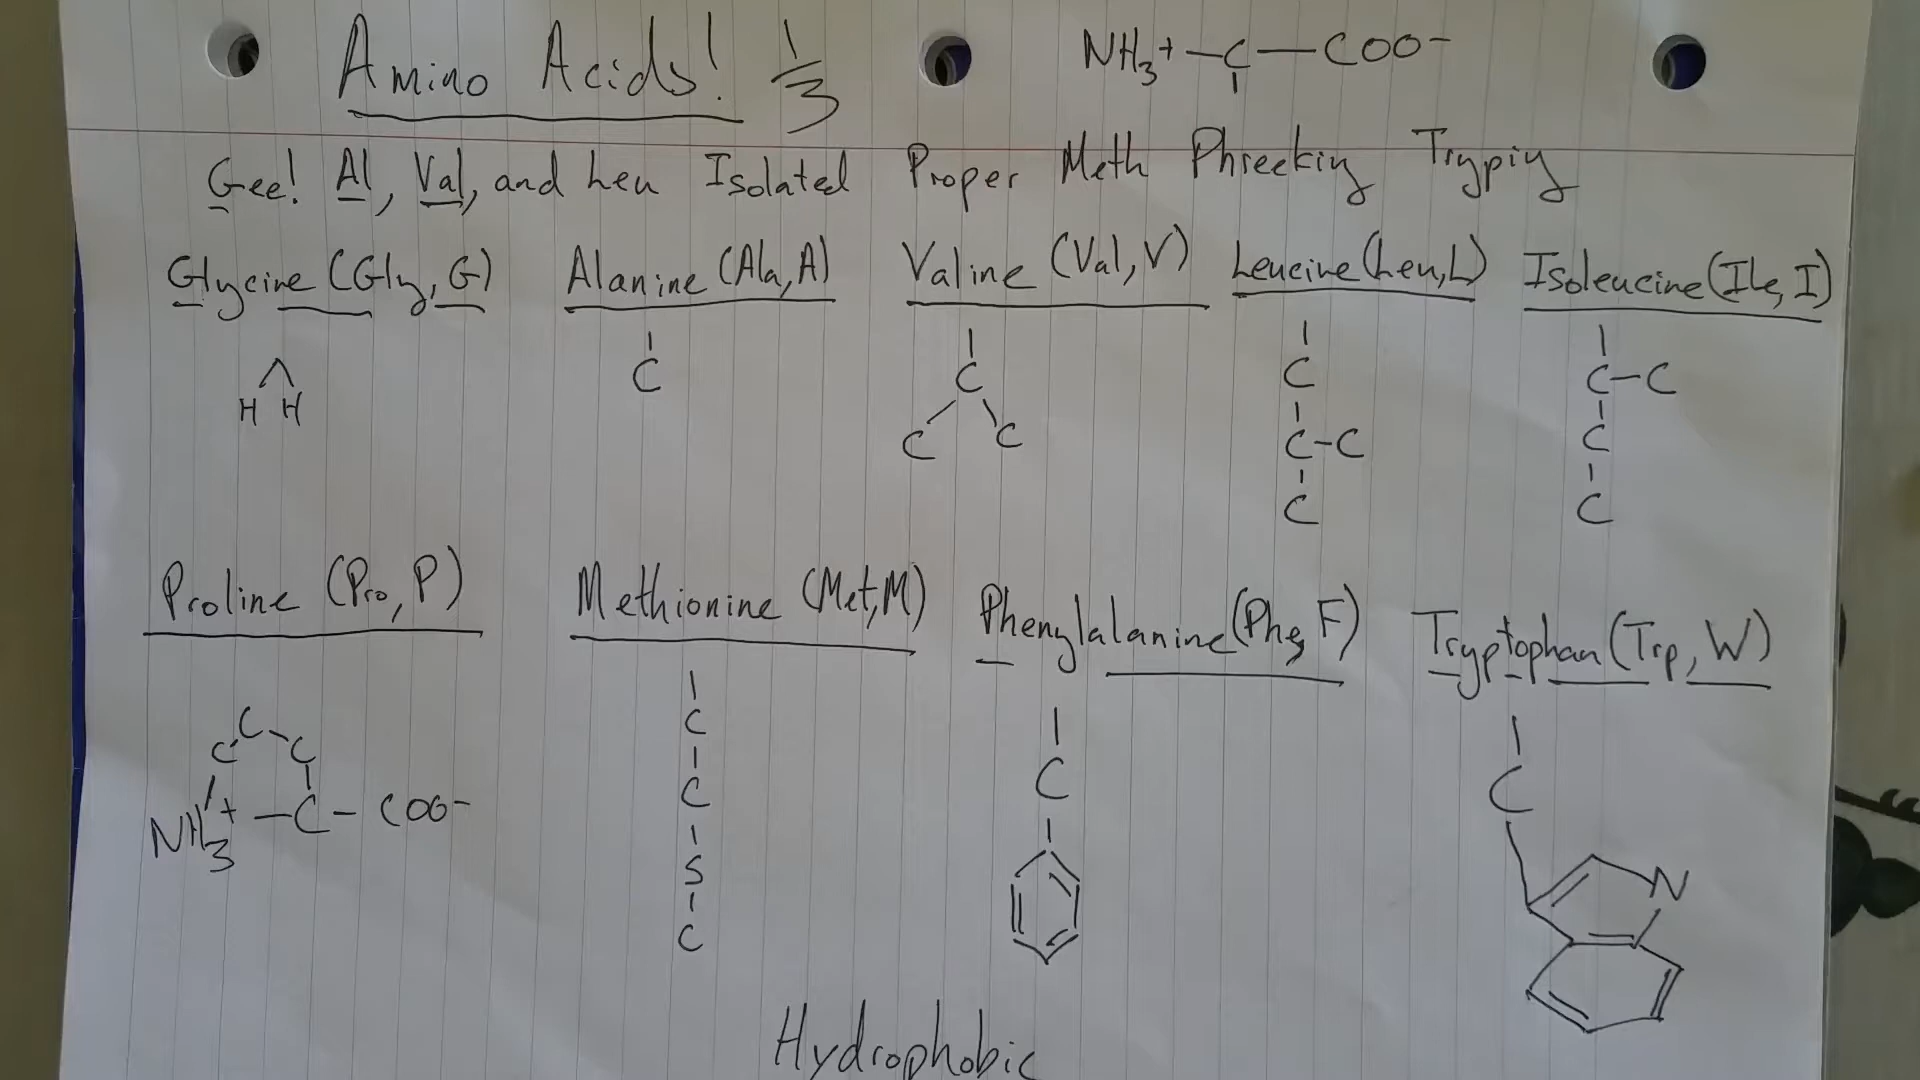 Amino Acids! 1/3
NH3+ — C — COO-
Gee! Al, Val, and Leu Isolated Proper Meth Phreeking Tryping
Glycine (Gly, G) Alanine (Ala, A) Valine (Val, V) Leucine (Leu, L) Isoleucine (Ile, I)
H H
C
C
C C
C
C-C
C
C-C
C
C
Proline (Pro, P) Methionine (Met, M) Phenylalanine (Phe, F) Tryptophan (Trp, W)
C C C
NH3+ — C - COO-
C
C
S
C
C
C
N
Hydrophobic